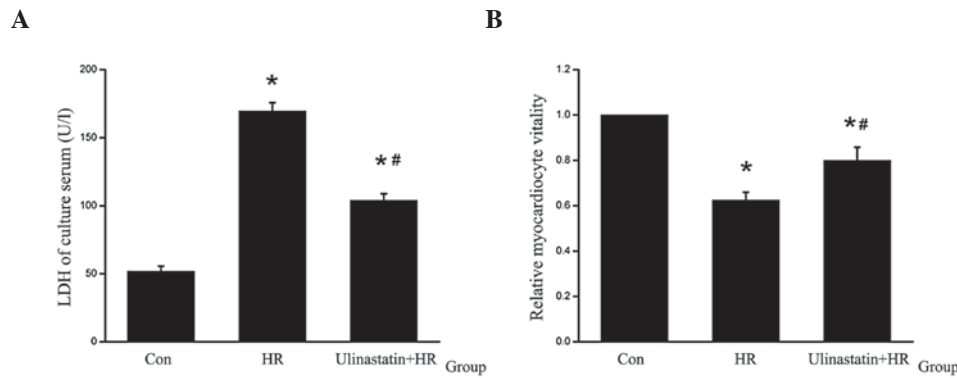 A
B
LDH of culture serum (U/l)
200
150
100
50
0
*
* #
Con
HR
Ulinastatin+HR
Group
Relative myocardiocyte vitality
1.2
1.0
0.8
0.6
0.4
0.2
0.0
*
* #
Con
HR
Ulinastatin+HR
Group